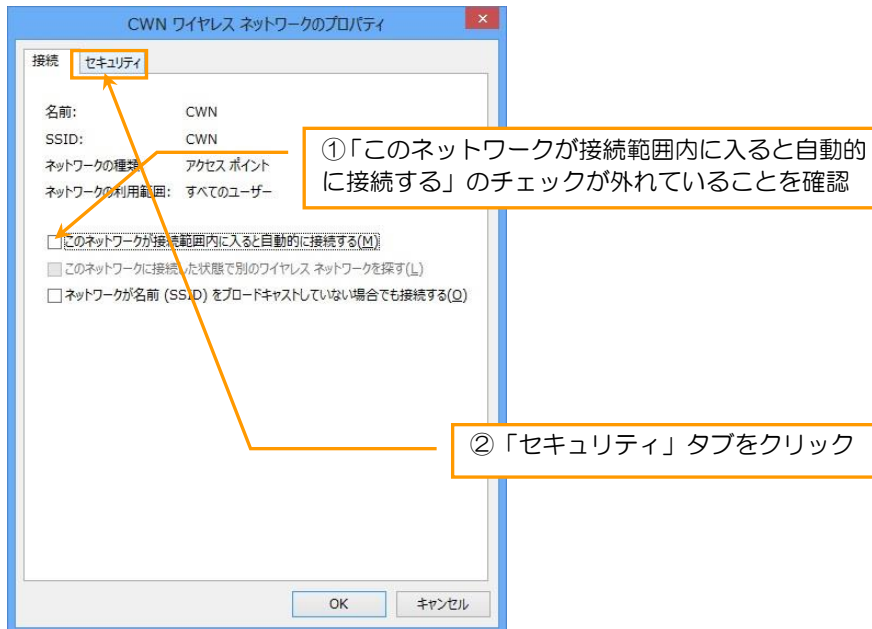 CWN ワイヤレス ネットワークのプロパティ
×
接続 セキュリティ
名前: CWN
SSID: CWN
ネットワークの種類: アクセス ポイント
ネットワークの利用範囲: すべてのユーザー
①「このネットワークが接続範囲内に入ると自動的
に接続する」のチェックが外れていることを確認
このネットワークが接続範囲内に入ると自動的に接続する(M)
このネットワークに接続した状態で別のワイヤレス ネットワークを探す(L)
ネットワークが名前 (SSID) をブロードキャストしていない場合でも接続する(O)
②「セキュリティ」タブをクリック
OK キャンセル